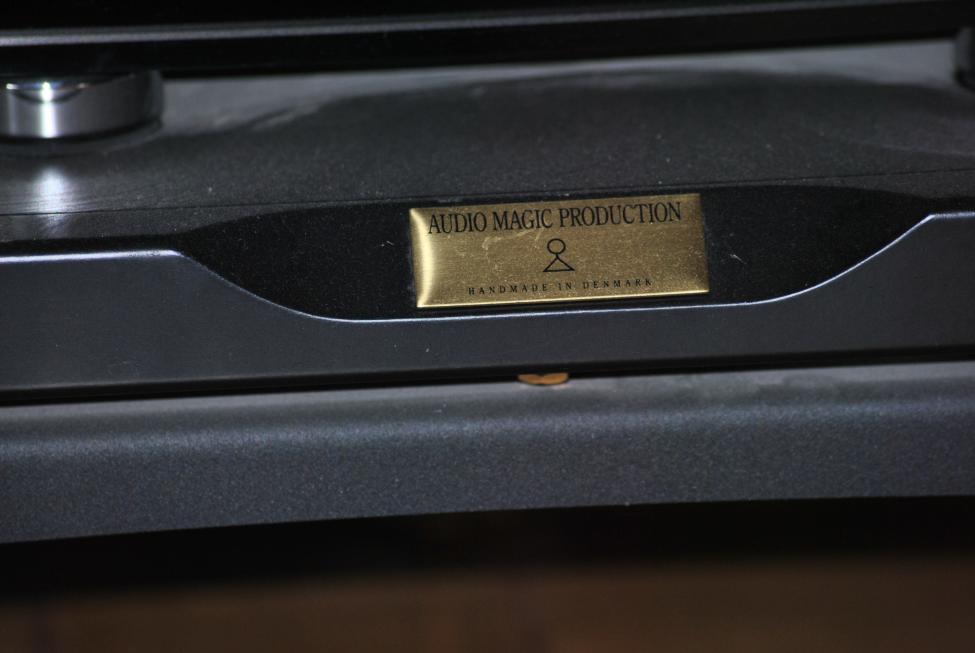 AUDIO MAGIC PRODUCTION
HANDMADE IN DENMARK